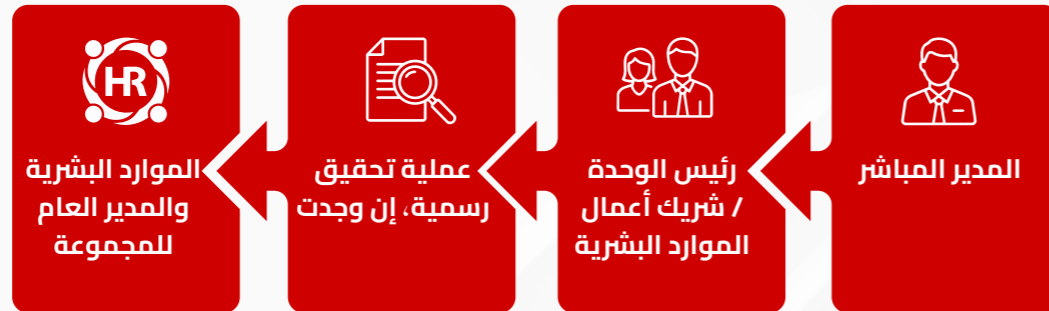 المدير المباشر
رئيس الوحدة
/ شريك أعمال
الموارد البشرية
عملية تحقيق
رسمية، إن وجدت
HR
الموارد البشرية
والمدير العام
للمجموعة